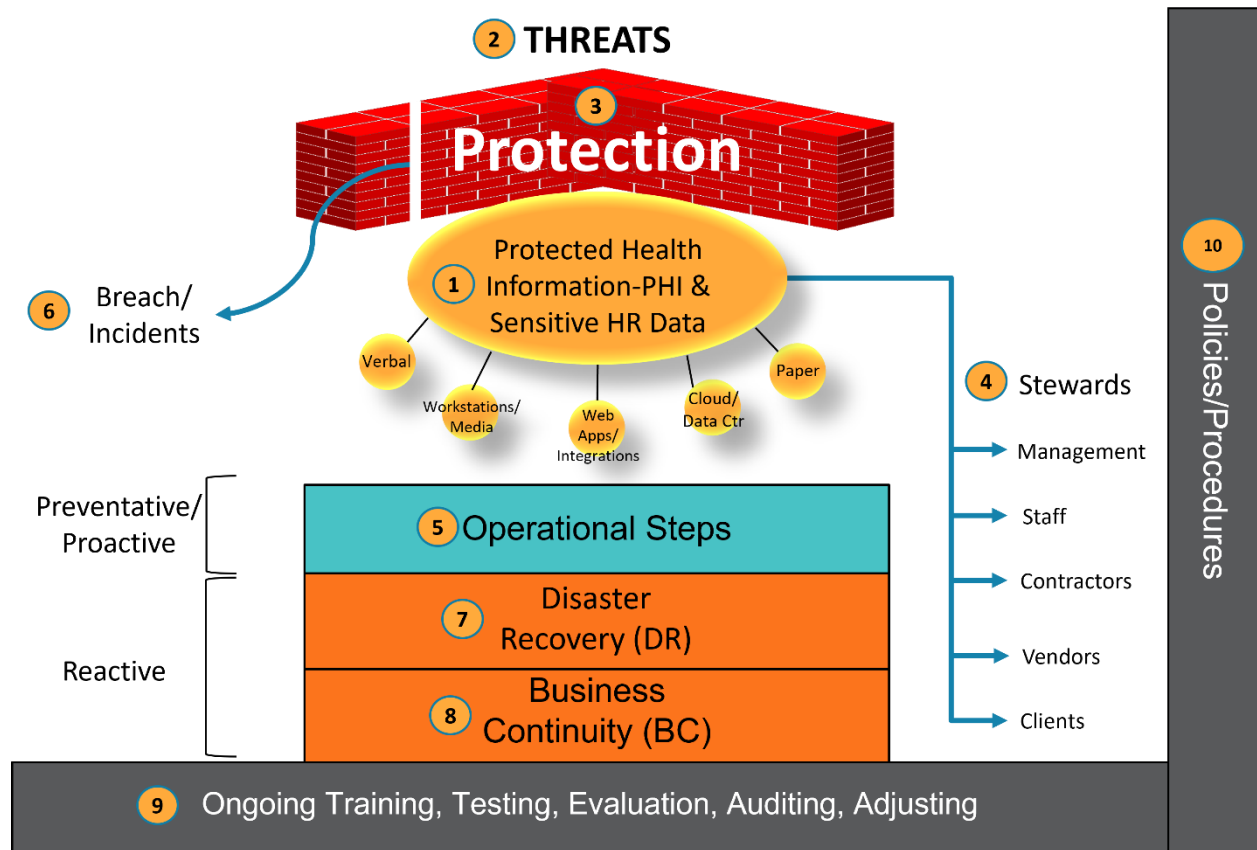 2 THREATS
3
Protection
Protected Health
1 Information-PHI &
Sensitive HR Data
6 Breach/
Incidents
Verbal
Workstations/
Media
Web
Apps/
Integrations
Cloud/
Data Ctr
Paper
4 Stewards
Management
Staff
Contractors
Vendors
Clients
Preventative/
Proactive
5 Operational Steps
Reactive
Disaster
7 Recovery (DR)
Business
8 Continuity (BC)
9 Ongoing Training, Testing, Evaluation, Auditing, Adjusting
10
Policies/Procedures